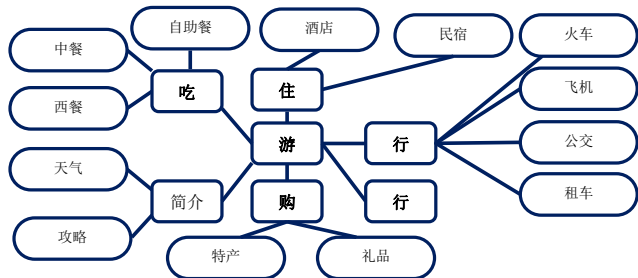 自助餐
酒店
民宿
火车
中餐
吃
住
飞机
西餐
游
行
公交
天气
简介
购
行
租车
攻略
特产
礼品